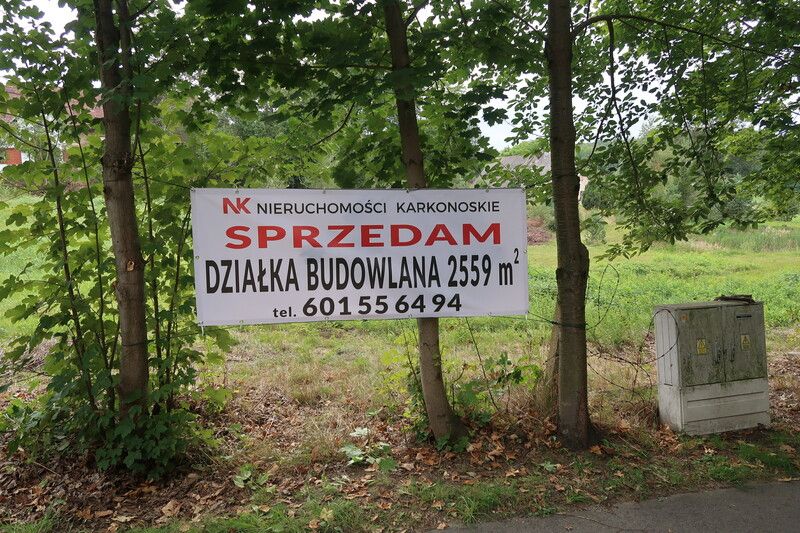 NK NIERUCHOMOŚCI KARKONOSKIE
SPRZEDAM
DZIAŁKA BUDOWLANA 2559 m²
tel. 601 55 64 94